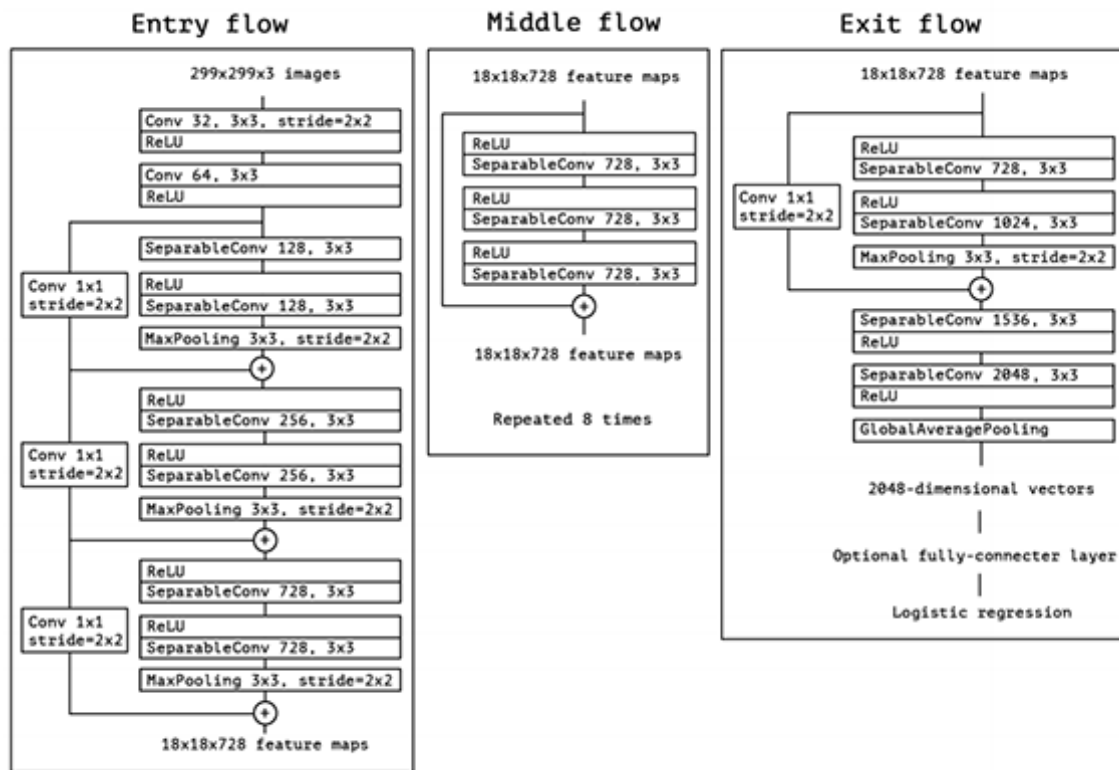 Entry flow
299x299x3 images
Conv 32, 3x3, stride=2x2
ReLU
Conv 64, 3x3
ReLU
SeparableConv 128, 3x3
Conv 1x1
stride=2x2
ReLU
SeparableConv 128, 3x3
MaxPooling 3x3, stride=2x2
+
ReLU
SeparableConv 256, 3x3
Conv 1x1
stride=2x2
ReLU
SeparableConv 256, 3x3
MaxPooling 3x3, stride=2x2
+
ReLU
SeparableConv 728, 3x3
Conv 1x1
stride=2x2
ReLU
SeparableConv 728, 3x3
MaxPooling 3x3, stride=2x2
+
18x18x728 feature maps
Middle flow
18x18x728 feature maps
ReLU
SeparableConv 728, 3x3
ReLU
SeparableConv 728, 3x3
ReLU
SeparableConv 728, 3x3
+
18x18x728 feature maps
Repeated 8 times
Exit flow
18x18x728 feature maps
ReLU
SeparableConv 728, 3x3
Conv 1x1
stride=2x2
ReLU
SeparableConv 1024, 3x3
MaxPooling 3x3, stride=2x2
+
SeparableConv 1536, 3x3
ReLU
SeparableConv 2048, 3x3
ReLU
GlobalAveragePooling
2048-dimensional vectors
Optional fully-connecter layer
Logistic regression